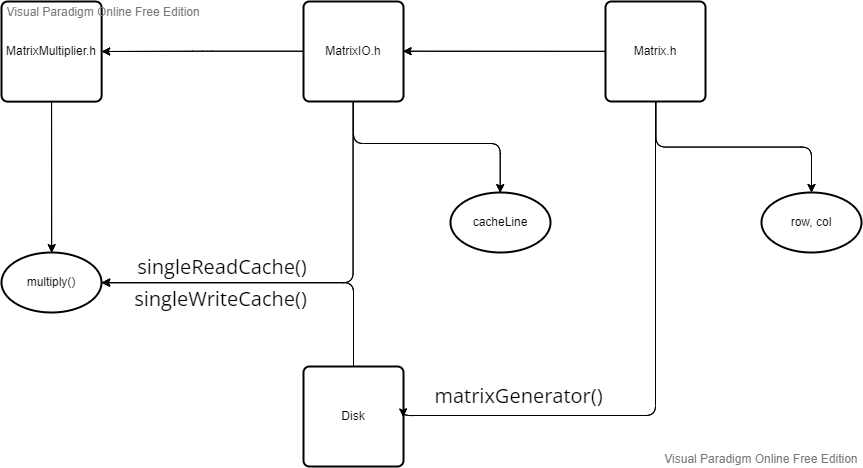 Visual Paradigm Online Free Edition
MatrixMultiplier.h
MatrixIO.h
Matrix.h
cacheLine
row, col
singleReadCache()
multiply()
singleWriteCache()
matrixGenerator()
Disk
Visual Paradigm Online Free Edition